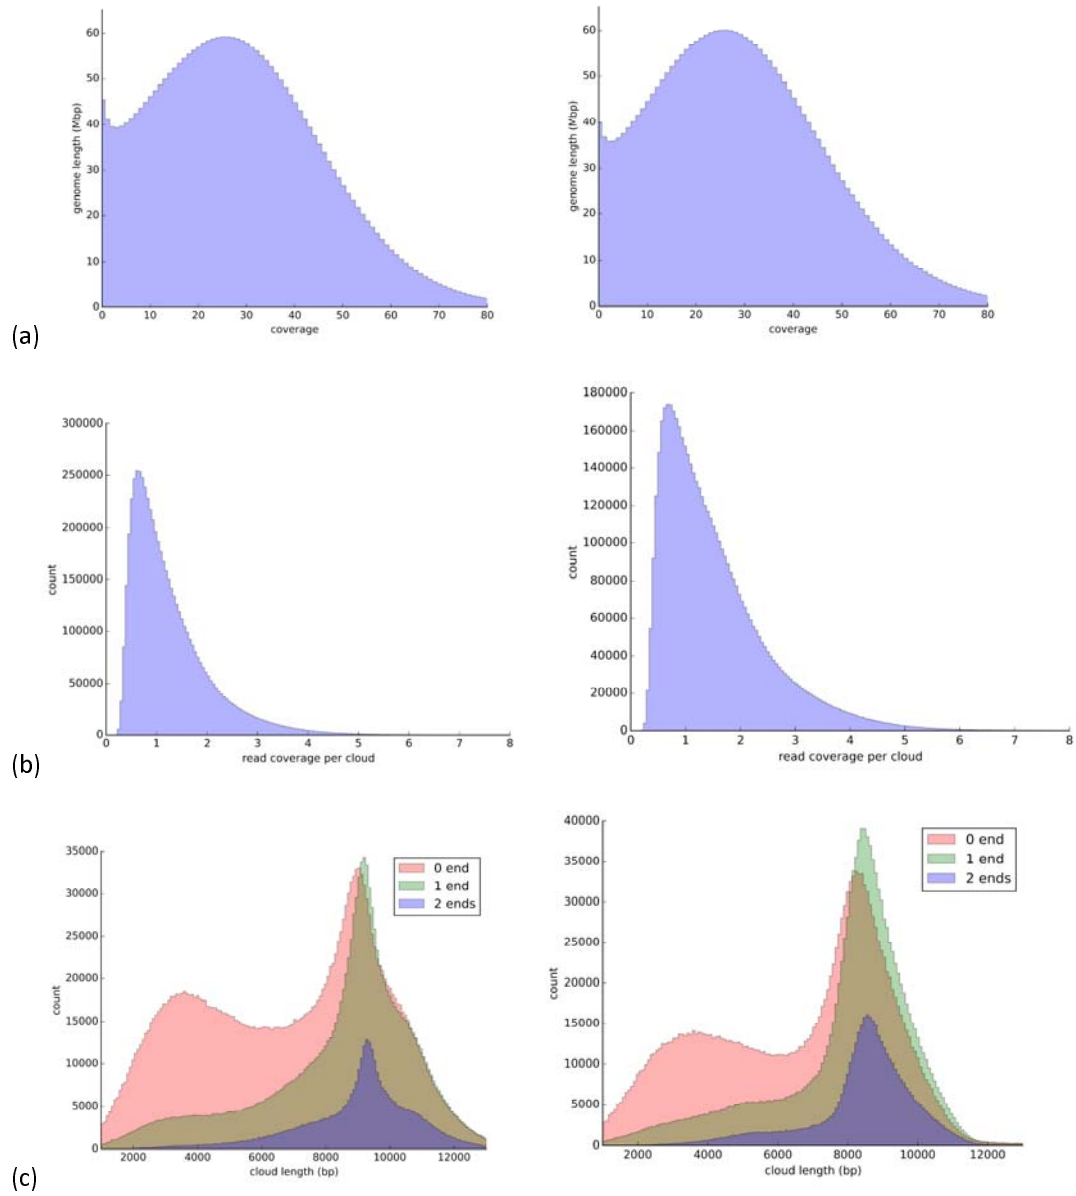 60
50
40
30
20
10
0
genome length (Mbp)
0 10 20 30 40 50 60 70 80
coverage
60
50
40
30
20
10
0
genome length (Mbp)
0 10 20 30 40 50 60 70 80
coverage
(a)
300000
250000
200000
150000
100000
50000
0
count
0 1 2 3 4 5 6 7 8
read coverage per cloud
180000
160000
140000
120000
100000
80000
60000
40000
20000
0
count
0 1 2 3 4 5 6 7 8
read coverage per cloud
(b)
35000
30000
25000
20000
15000
10000
5000
0
count
0 end
1 end
2 ends
2000 4000 6000 8000 10000 12000
cloud length (bp)
40000
35000
30000
25000
20000
15000
10000
5000
0
count
0 end
1 end
2 ends
2000 4000 6000 8000 10000 12000
cloud length (bp)
(c)